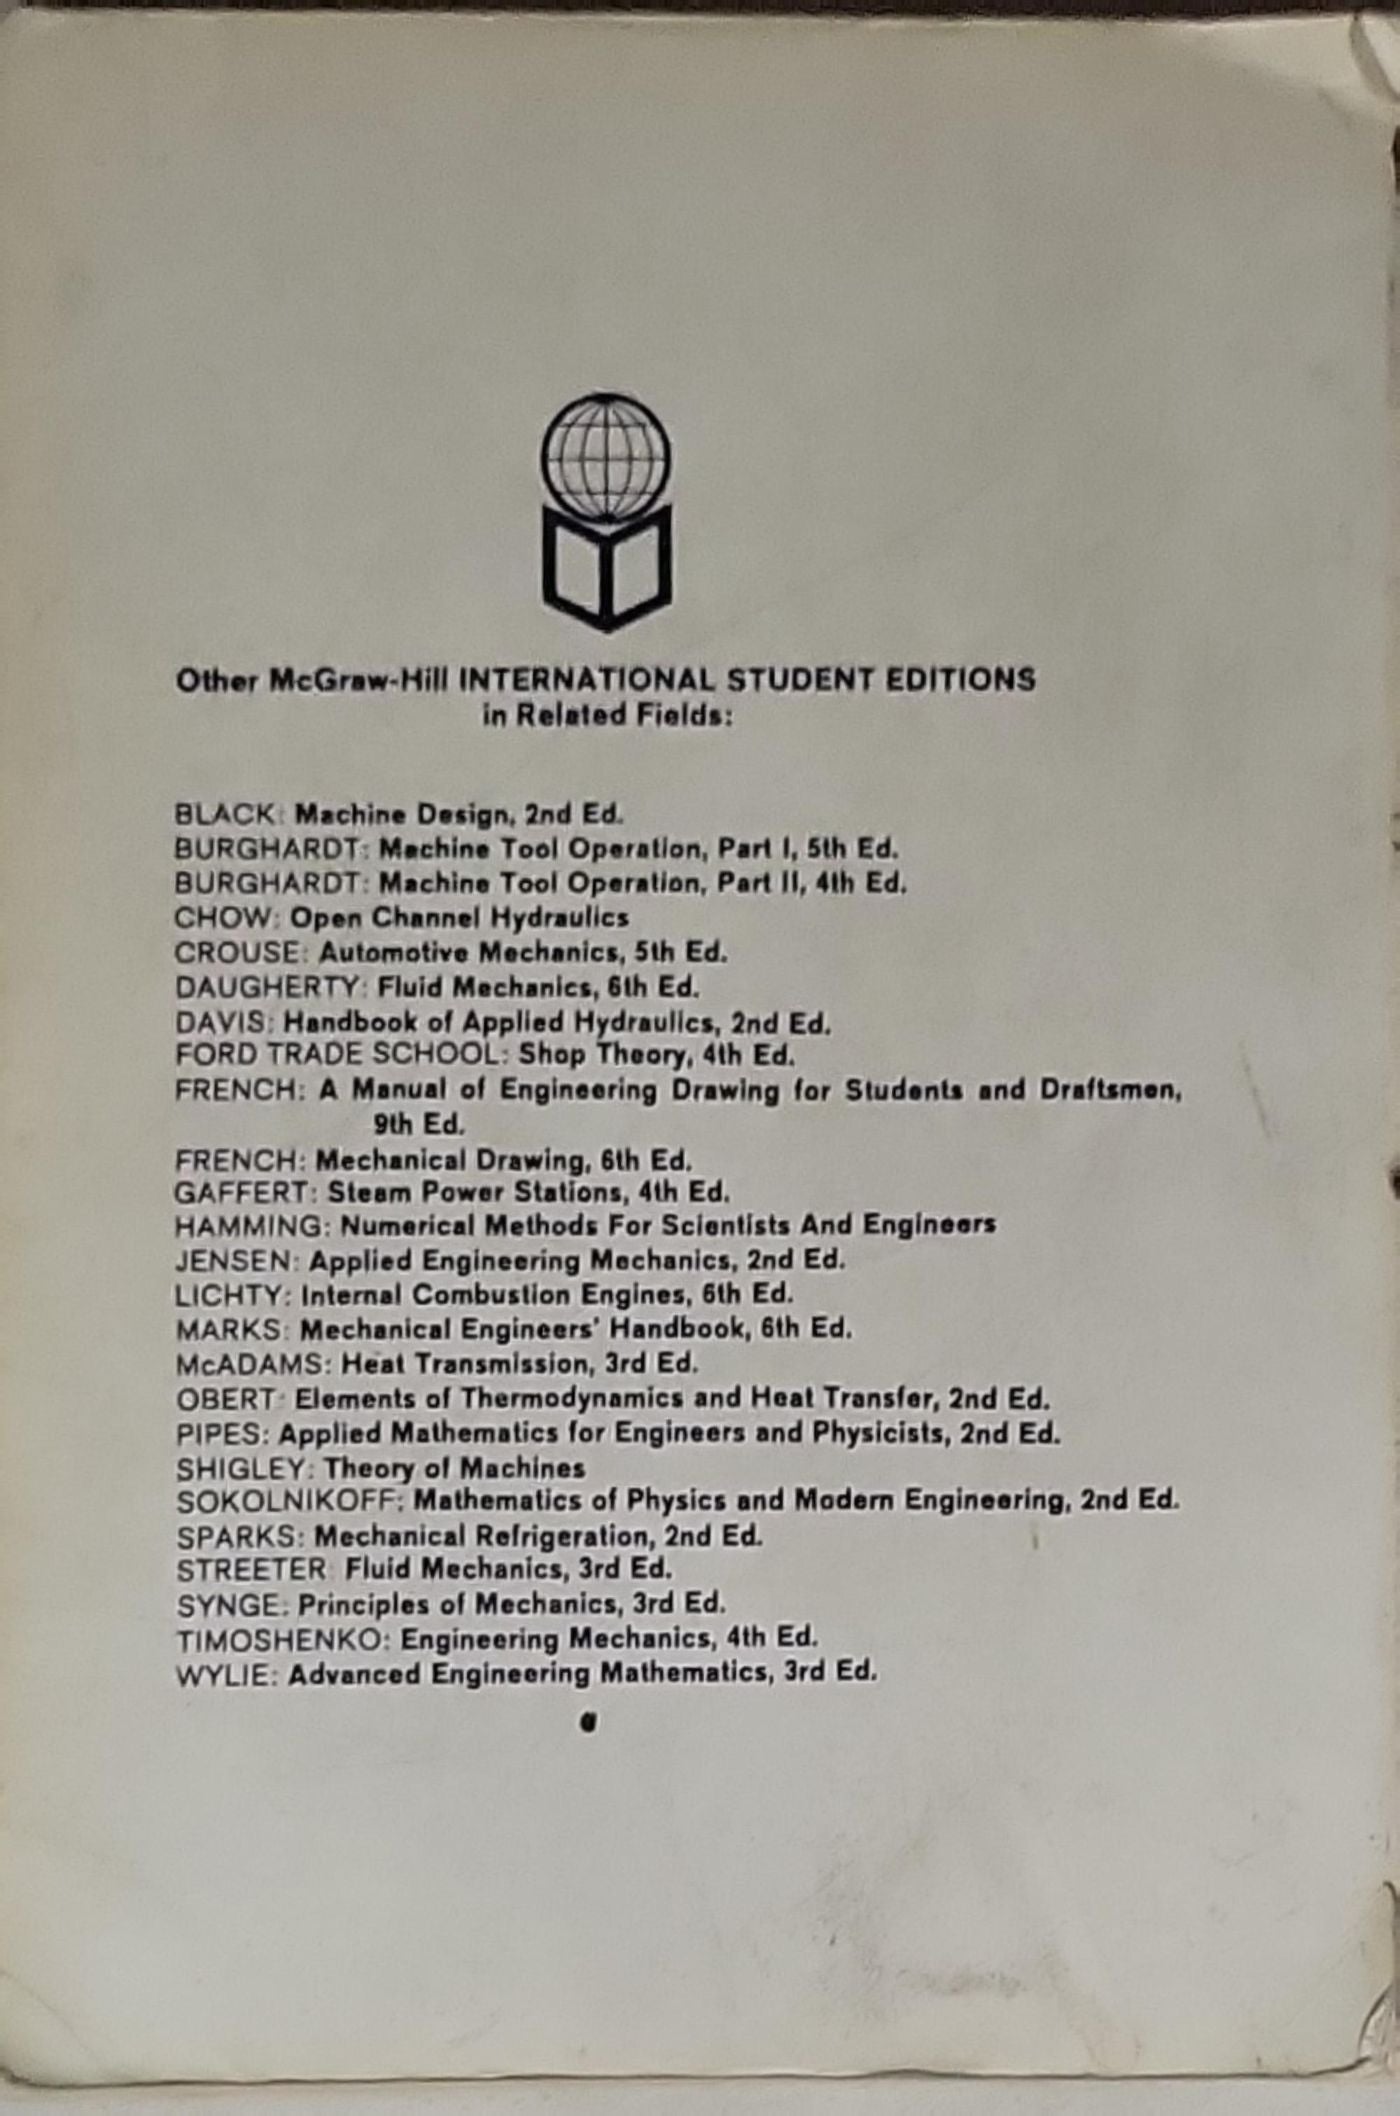 Other McGraw-Hill INTERNATIONAL STUDENT EDITIONS
in Related Fields:
BLACK: Machine Design, 2nd Ed.
BURGHARDT: Machine Tool Operation, Part I, 5th Ed.
BURGHARDT: Machine Tool Operation, Part II, 4th Ed.
CHOW: Open Channel Hydraulics
CROUSE: Automotive Mechanics, 5th Ed.
DAUGHERTY: Fluid Mechanics, 6th Ed.
DAVIS: Handbook of Applied Hydraulics, 2nd Ed.
FORD TRADE SCHOOL: Shop Theory, 4th Ed.
FRENCH: A Manual of Engineering Drawing for Students and Draftsmen,
9th Ed.
FRENCH: Mechanical Drawing, 6th Ed.
GAFFERT: Steam Power Stations, 4th Ed.
HAMMING: Numerical Methods For Scientists And Engineers
JENSEN: Applied Engineering Mechanics, 2nd Ed.
LICHTY: Internal Combustion Engines, 6th Ed.
MARKS: Mechanical Engineers' Handbook, 6th Ed.
McADAMS: Heat Transmission, 3rd Ed.
OBERT: Elements of Thermodynamics and Heat Transfer, 2nd Ed.
PIPES: Applied Mathematics for Engineers and Physicists, 2nd Ed.
SHIGLEY: Theory of Machines
SOKOLNIKOFF: Mathematics of Physics and Modern Engineering, 2nd Ed.
SPARKS: Mechanical Refrigeration, 2nd Ed.
STREETER: Fluid Mechanics, 3rd Ed.
SYNGE: Principles of Mechanics, 3rd Ed.
TIMOSHENKO: Engineering Mechanics, 4th Ed.
WYLIE: Advanced Engineering Mathematics, 3rd Ed.